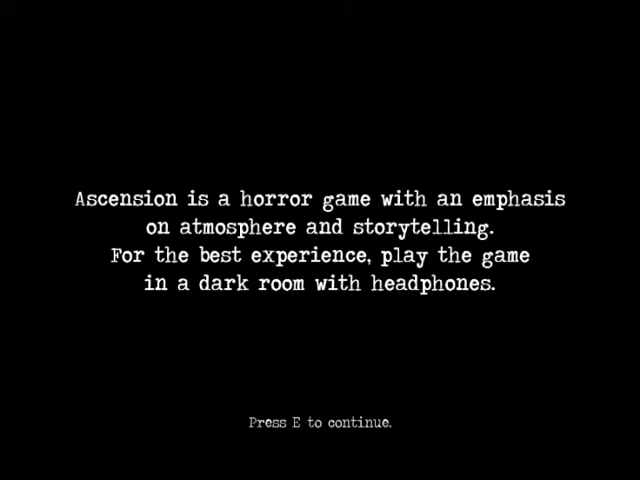 Ascension is a horror game with an emphasis
on atmosphere and storytelling.
For the best experience, play the game
in a dark room with headphones.
Press E to continue.